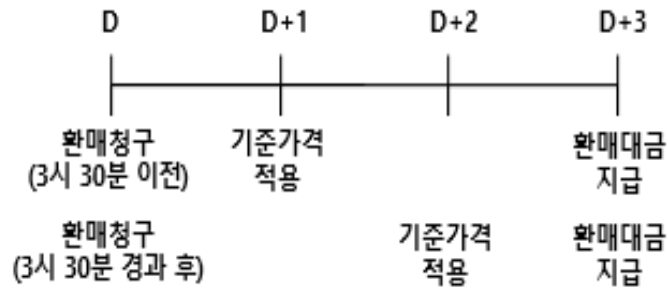 D D+1 D+2 D+3
환매청구 기준가격 환매대금
(3시 30분 이전) 적용 지급
환매청구 기준가격 환매대금
(3시 30분 경과 후) 적용 지급